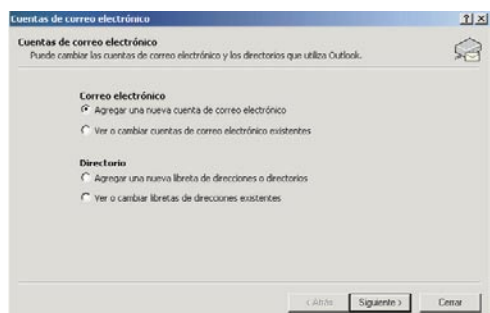 Cuentas de correo electrónico
Cuentas de correo electrónico
Puede cambiar las cuentas de correo electrónico y los directorios que utiliza Outlook.
Correo electrónico
Agregar una nueva cuenta de correo electrónico
Ver o cambiar cuentas de correo electrónico existentes
Directorio
Agregar una nueva libreta de direcciones o directorios
Ver o cambiar libretas de direcciones existentes
< Atrás Siguiente > Cerrar